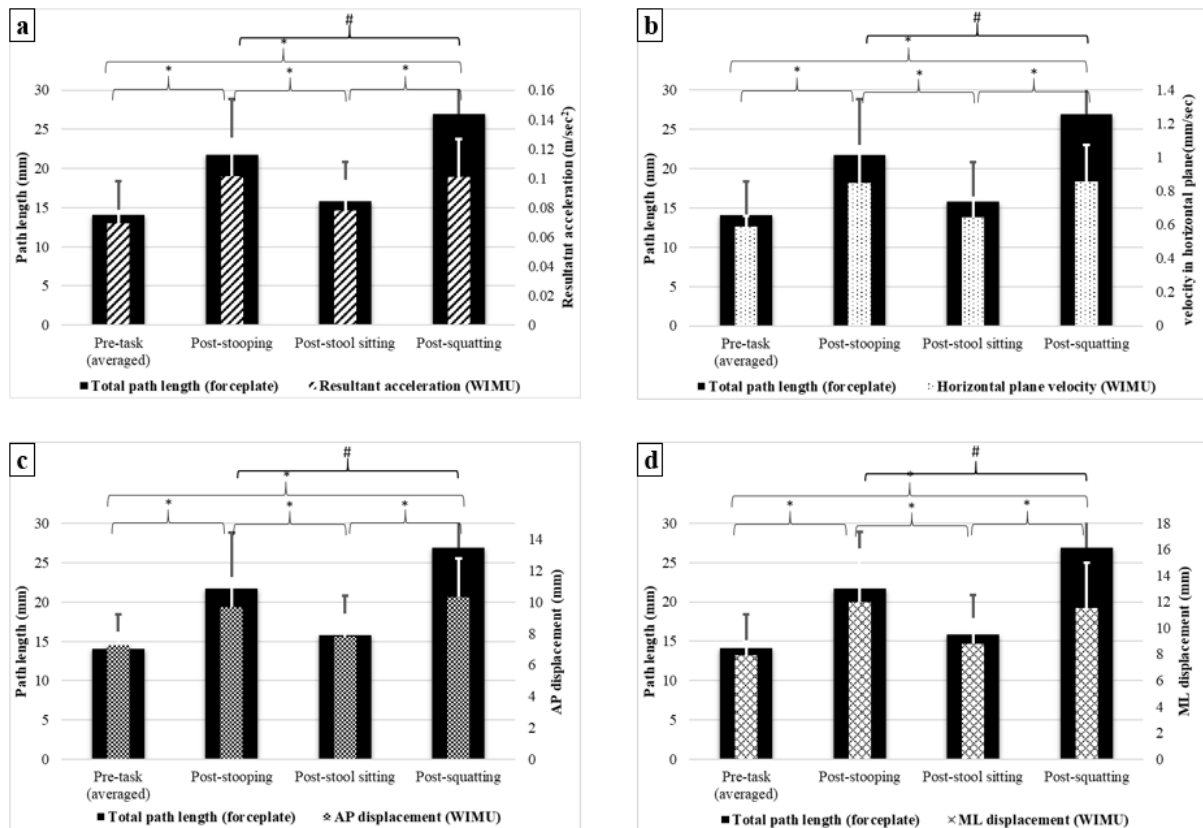 a
#
*
* * *
30
25
20
15
10
5
0
Path length (mm)
0.16
0.14
0.12
0.1
0.08
0.06
0.04
0.02
0
Resultatnt acceleration (m/sec²)
Pre-task
(averaged)
Post-stooping
Post-stool sitting
Post-squatting
Total path length (forceplate)
Resultant acceleration (WIMU)
b
#
*
* * *
30
25
20
15
10
5
0
Path length (mm)
1.4
1.2
1
0.8
0.6
0.4
0.2
0
velocity in horizontal plane(mm/sec)
Pre-task
(averaged)
Post-stooping
Post-stool sitting
Post-squatting
Total path length (forceplate)
Horizontal plane velocity (WIMU)
c
#
*
* * *
30
25
20
15
10
5
0
Path length (mm)
14
12
10
8
6
4
2
0
AP displacement (mm)
Pre-task
(averaged)
Post-stooping
Post-stool sitting
Post-squatting
Total path length (forceplate)
AP displacement (WIMU)
d
#
*
* * *
30
25
20
15
10
5
0
Path length (mm)
18
16
14
12
10
8
6
4
2
0
ML displacement (mm)
Pre-task
(averaged)
Post-stooping
Post-stool sitting
Post-squatting
Total path length (forceplate)
ML displacement (WIMU)